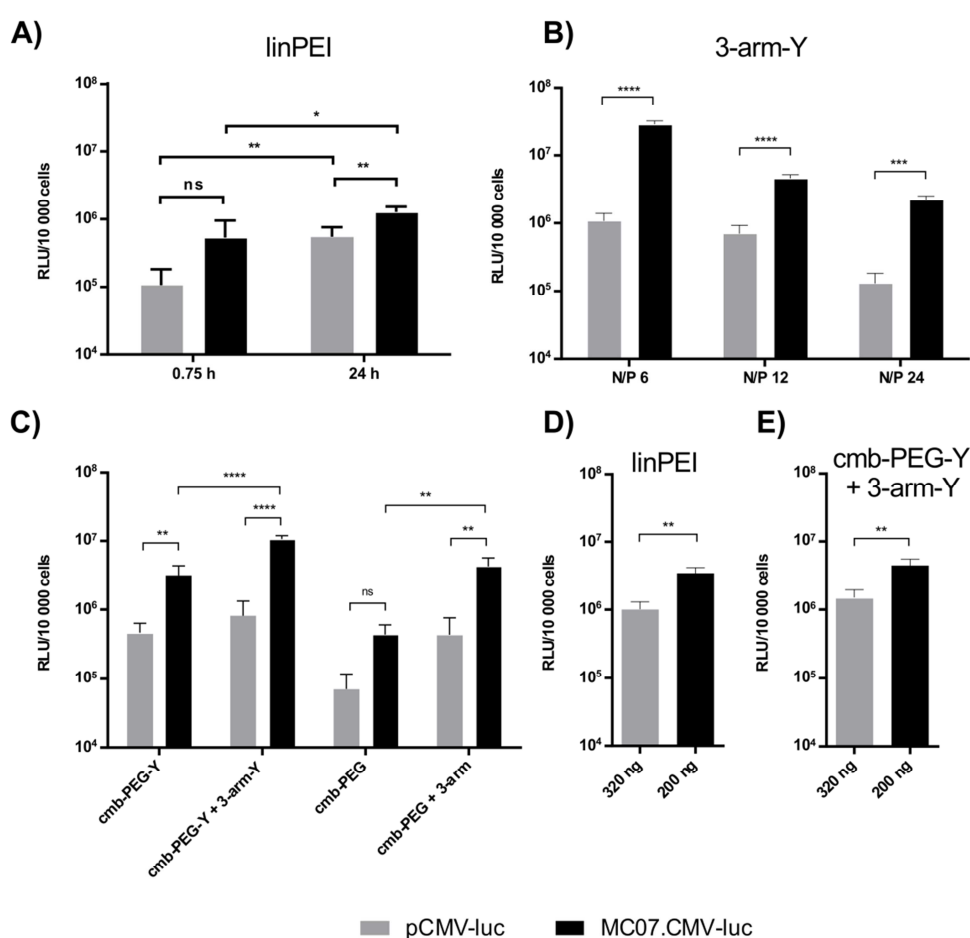 A)
linPEI
RLU/10 000 cells
10⁸
10⁷
10⁶
10⁵
10⁴
*
**
**
ns
0.75 h
24 h
B)
3-arm-Y
RLU/10 000 cells
10⁸
10⁷
10⁶
10⁵
10⁴
****
****
***
N/P 6
N/P 12
N/P 24
C)
RLU/10 000 cells
10⁸
10⁷
10⁶
10⁵
10⁴
****
**
****
**
ns
**
cmb-PEG-Y
cmb-PEG-Y + 3-arm-Y
cmb-PEG
cmb-PEG + 3-arm
D)
linPEI
RLU/10 000 cells
10⁸
10⁷
10⁶
10⁵
10⁴
**
320 ng
200 ng
E)
cmb-PEG-Y
+ 3-arm-Y
RLU/10 000 cells
10⁸
10⁷
10⁶
10⁵
10⁴
**
320 ng
200 ng
pCMV-luc
MC07.CMV-luc